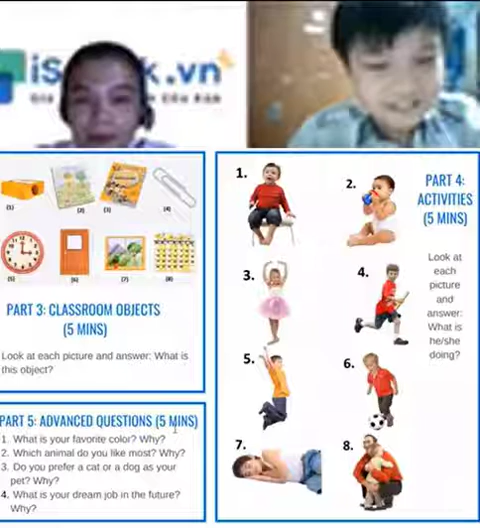 .vn
(1)
(2)
(3)
(4)
(5)
(6)
(7)
(8)
PART 3: CLASSROOM OBJECTS
(5 MINS)
Look at each picture and answer: What is
this object?
PART 5: ADVANCED QUESTIONS (5 MINS)
1. What is your favorite color? Why?
2. Which animal do you like most? Why?
3. Do you prefer a cat or a dog as your
pet? Why?
4. What is your dream job in the future?
Why?
1.
2.
3.
4.
5.
6.
7.
8.
PART 4:
ACTIVITIES
(5 MINS)
Look at
each
picture
and
answer:
What is
he/she
doing?